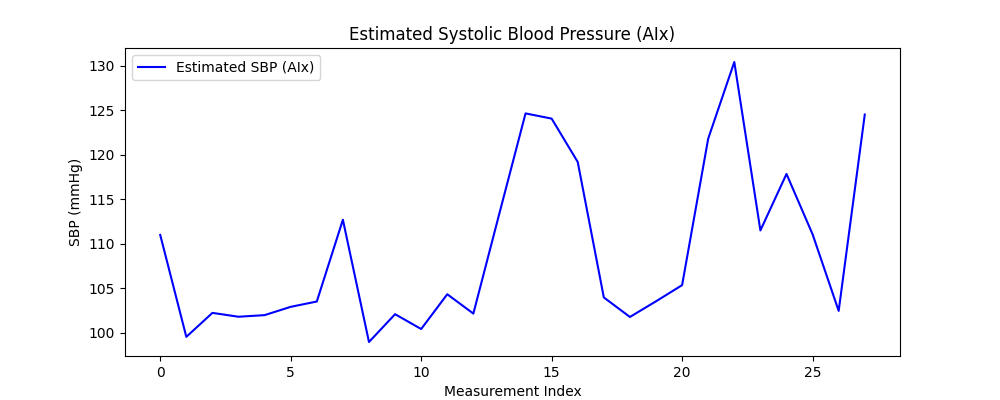 Estimated Systolic Blood Pressure (AIx)
Estimated SBP (AIx)
SBP (mmHg)
130
125
120
115
110
105
100
0 5 10 15 20 25
Measurement Index